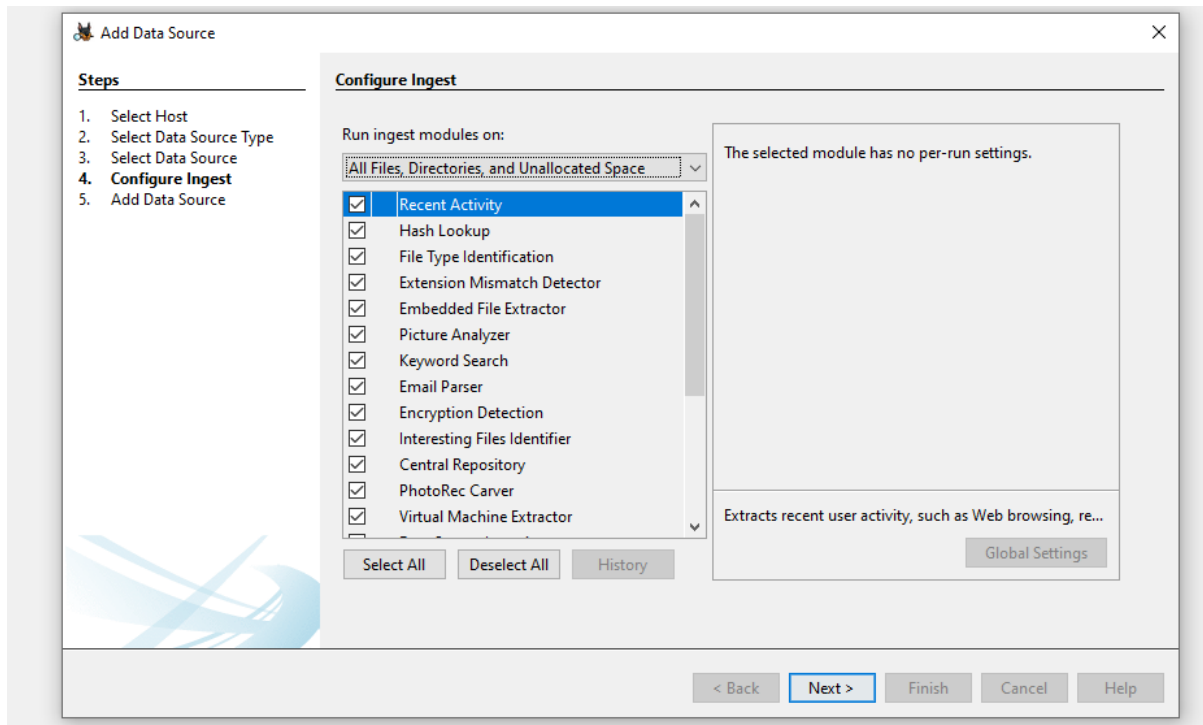 Add Data Source
Steps
1. Select Host
2. Select Data Source Type
3. Select Data Source
4. Configure Ingest
5. Add Data Source
Configure Ingest
Run ingest modules on:
All Files, Directories, and Unallocated Space
Recent Activity
Hash Lookup
File Type Identification
Extension Mismatch Detector
Embedded File Extractor
Picture Analyzer
Keyword Search
Email Parser
Encryption Detection
Interesting Files Identifier
Central Repository
PhotoRec Carver
Virtual Machine Extractor
Select All Deselect All History
The selected module has no per-run settings.
Extracts recent user activity, such as Web browsing, re...
Global Settings
< Back Next > Finish Cancel Help